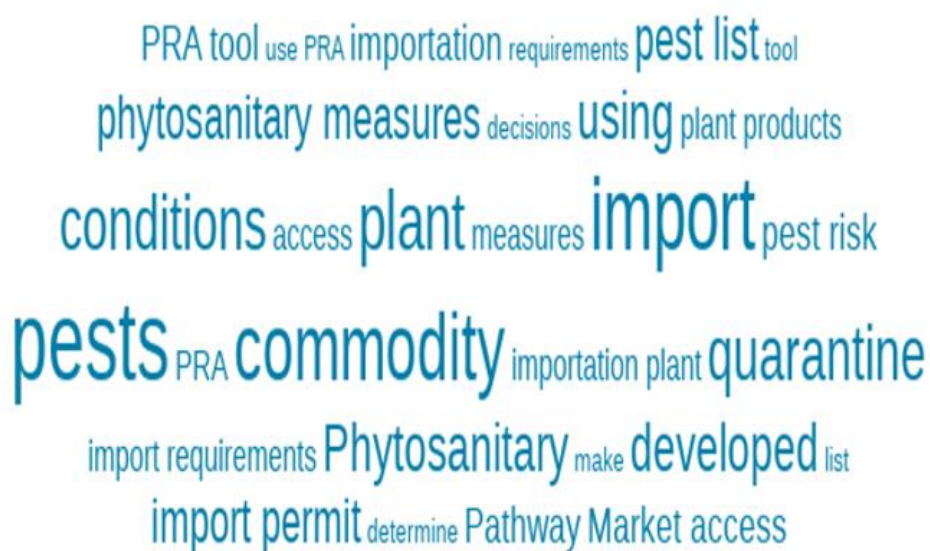 PRA tool use PRA importation requirements pest list tool
phytosanitary measures decisions using plant products
conditions access plant measures import pest risk
pests PRA commodity importation plant quarantine
import requirements Phytosanitary make developed list
import permit determine Pathway Market access